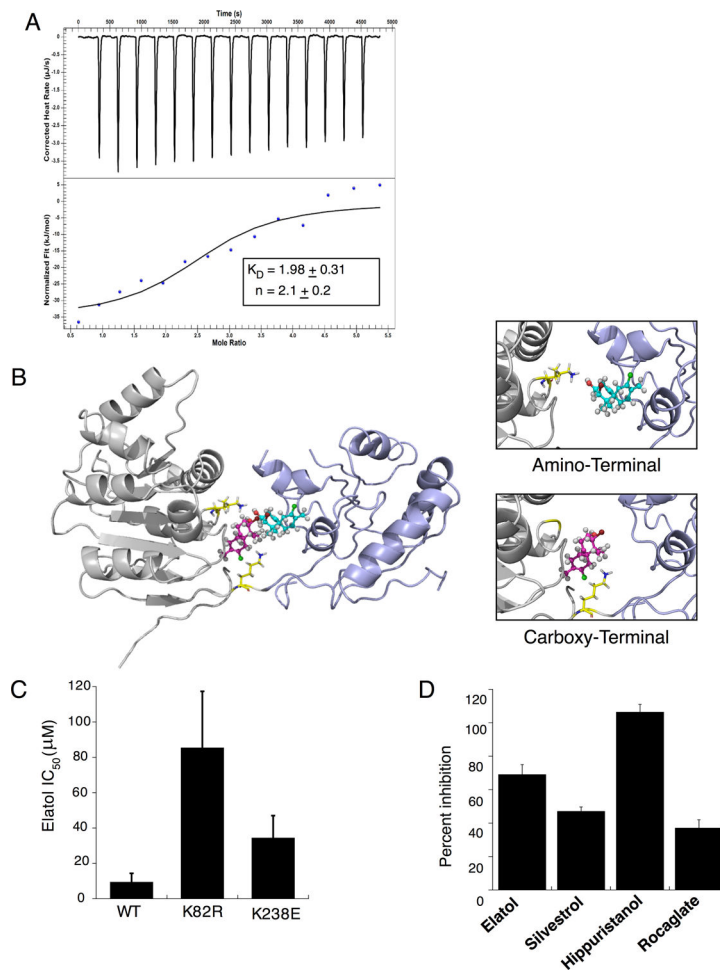 A
Time (s)
0 500 1000 1500 2000 2500 3000 3500 4000 4500 5000
Corrected Heat Rate (µJ/s)
0
-0.5
-1.0
-1.5
-2.0
-2.5
-3.0
-3.5
Normalized Fit (kJ/mol)
5
0
-5
-10
-15
-20
-25
-30
-35
K_D = 1.98 ± 0.31
n = 2.1 ± 0.2
1.0 1.5 2.0 2.5 3.0 3.5 4.0 4.5 5.0 5.5
Mole Ratio
B
Amino-Terminal
Carboxy-Terminal
C
Elatol IC50 (µM)
120
100
80
60
40
20
0
WT K82R K238E
D
Percent inhibition
120
100
80
60
40
20
0
Elatol
Silvestrol
Hippuristanol
Rocaglate